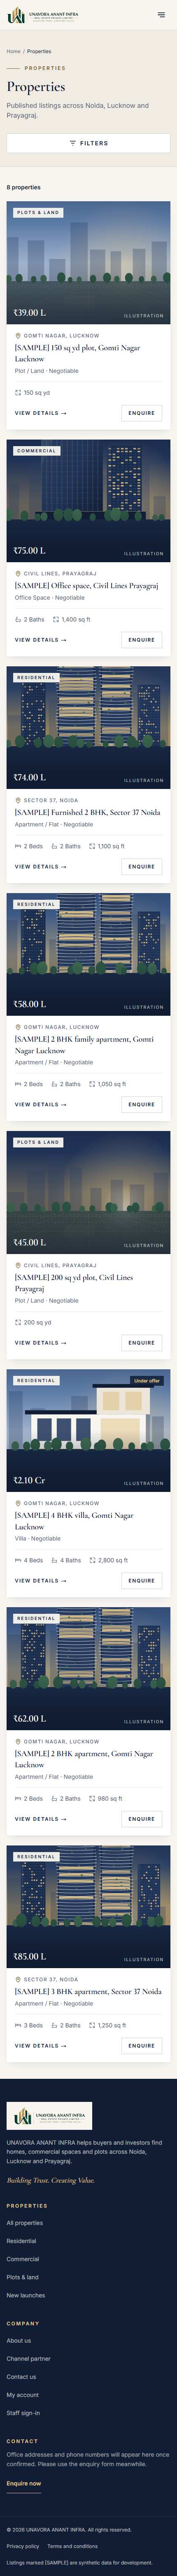 UNAVORA ANANT INFRA
Home / Properties
PROPERTIES
Properties
Published listings across Noida, Lucknow and
Prayagraj.
FILTERS
8 properties
PLOTS & LAND
₹39.00 L
ILLUSTRATION
GOMTI NAGAR, LUCKNOW
[SAMPLE] 150 sq yd plot, Gomti Nagar
Lucknow
Plot / Land · Negotiable
150 sq yd
VIEW DETAILS →
ENQUIRE
COMMERCIAL
₹75.00 L
ILLUSTRATION
CIVIL LINES, PRAYAGRAJ
[SAMPLE] Office space, Civil Lines Prayagraj
Office Space · Negotiable
2 Baths 1,400 sq ft
VIEW DETAILS →
ENQUIRE
RESIDENTIAL
₹74.00 L
ILLUSTRATION
SECTOR 37, NOIDA
[SAMPLE] Furnished 2 BHK, Sector 37 Noida
Apartment / Flat · Negotiable
2 Beds 2 Baths 1,100 sq ft
VIEW DETAILS →
ENQUIRE
RESIDENTIAL
₹58.00 L
ILLUSTRATION
GOMTI NAGAR, LUCKNOW
[SAMPLE] 2 BHK family apartment, Gomti
Nagar Lucknow
Apartment / Flat · Negotiable
2 Beds 2 Baths 1,050 sq ft
VIEW DETAILS →
ENQUIRE
PLOTS & LAND
₹45.00 L
ILLUSTRATION
CIVIL LINES, PRAYAGRAJ
[SAMPLE] 200 sq yd plot, Civil Lines
Prayagraj
Plot / Land · Negotiable
200 sq yd
VIEW DETAILS →
ENQUIRE
RESIDENTIAL
Under offer
₹2.10 Cr
ILLUSTRATION
GOMTI NAGAR, LUCKNOW
[SAMPLE] 4 BHK villa, Gomti Nagar
Lucknow
Villa · Negotiable
4 Beds 4 Baths 2,800 sq ft
VIEW DETAILS →
ENQUIRE
RESIDENTIAL
₹62.00 L
ILLUSTRATION
GOMTI NAGAR, LUCKNOW
[SAMPLE] 2 BHK apartment, Gomti Nagar
Lucknow
Apartment / Flat · Negotiable
2 Beds 2 Baths 980 sq ft
VIEW DETAILS →
ENQUIRE
RESIDENTIAL
₹85.00 L
ILLUSTRATION
SECTOR 37, NOIDA
[SAMPLE] 3 BHK apartment, Sector 37 Noida
Apartment / Flat · Negotiable
3 Beds 2 Baths 1,250 sq ft
VIEW DETAILS →
ENQUIRE
UNAVORA ANANT INFRA
UNAVORA ANANT INFRA helps buyers and investors find
homes, commercial spaces and plots across Noida,
Lucknow and Prayagraj.
Building Trust. Creating Value.
PROPERTIES
All properties
Residential
Commercial
Plots & land
New launches
COMPANY
About us
Channel partner
Contact us
My account
Staff sign-in
CONTACT
Office addresses and phone numbers will appear here once
confirmed. Please use the enquiry form meanwhile.
Enquire now
© 2026 UNAVORA ANANT INFRA. All rights reserved.
Privacy policy Terms and conditions
Listings marked [SAMPLE] are synthetic data for development.